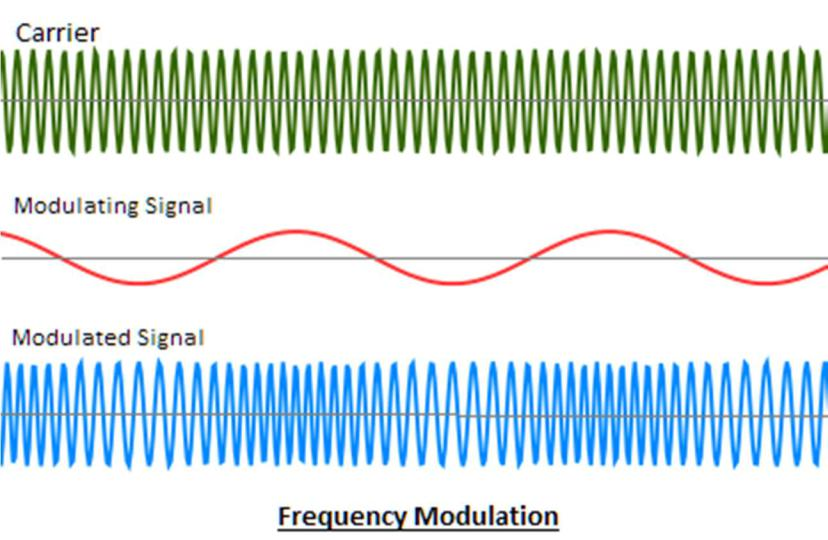 Carrier
Modulating Signal
Modulated Signal
Frequency Modulation